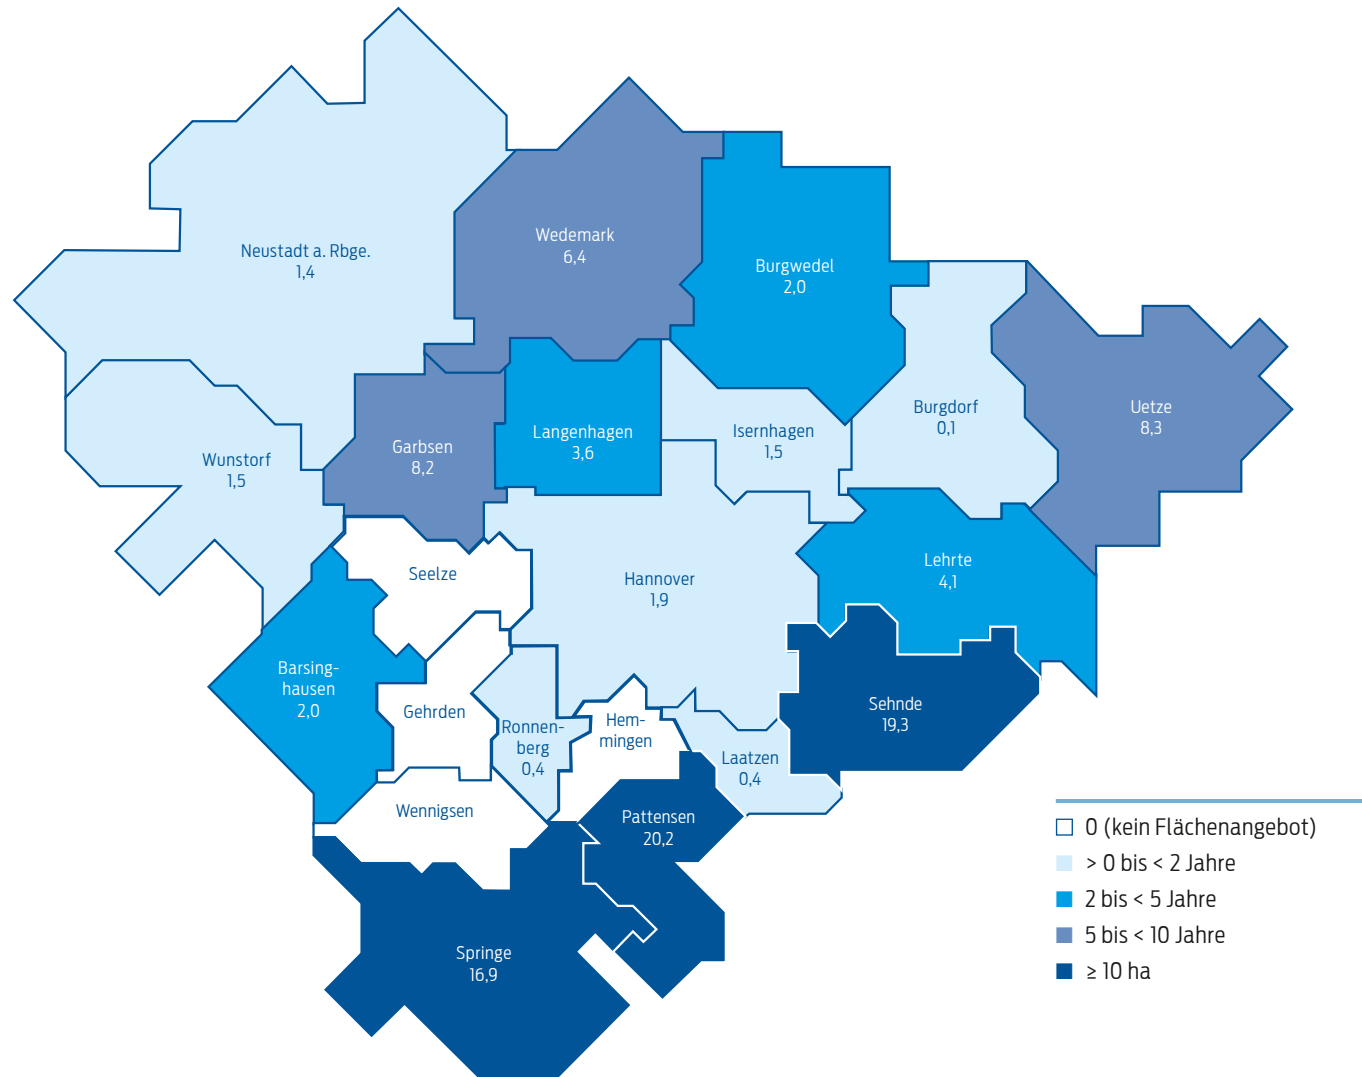 Neustadt a. Rbge.
1,4
Wedemark
6,4
Burgwedel
2,0
Wunstorf
1,5
Garbsen
8,2
Langenhagen
3,6
Isernhagen
1,5
Burgdorf
0,1
Uetze
8,3
Seelze
Hannover
1,9
Lehrte
4,1
Barsing-
hausen
2,0
Gehrden
Ronnen-
berg
0,4
Hem-
mingen
Laatzen
0,4
Sehnde
19,3
Wennigsen
Pattensen
20,2
Springe
16,9
0 (kein Flächenangebot)
> 0 bis < 2 Jahre
2 bis < 5 Jahre
5 bis < 10 Jahre
≥ 10 ha